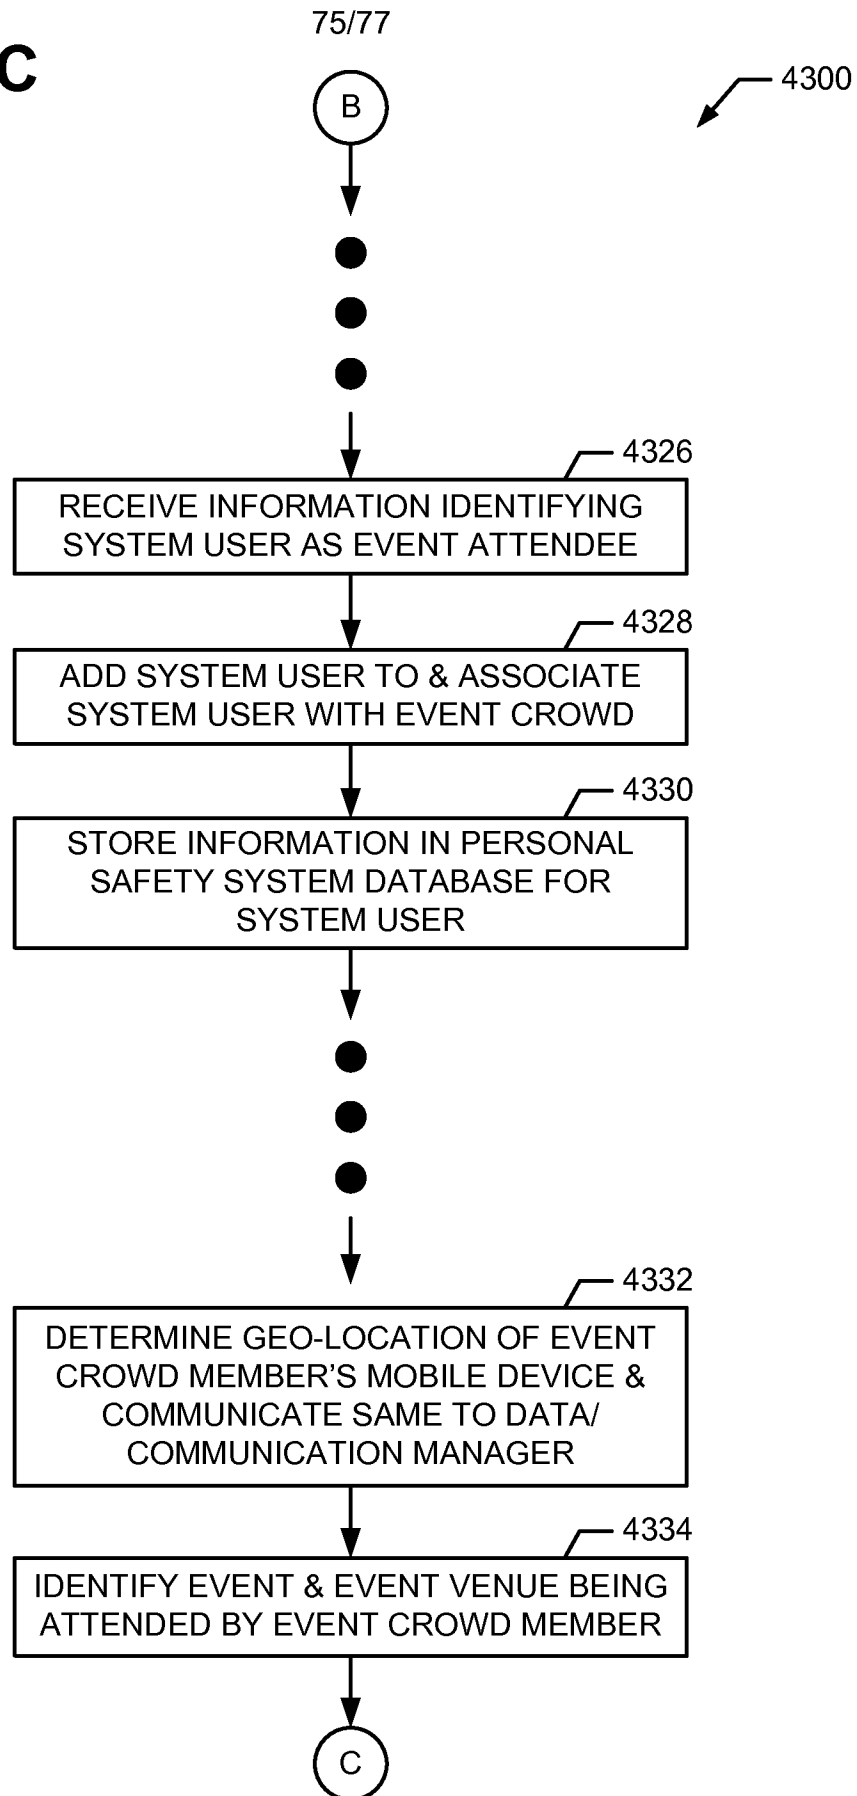 75/77
C
B
4300
4326
RECEIVE INFORMATION IDENTIFYING
SYSTEM USER AS EVENT ATTENDEE
4328
ADD SYSTEM USER TO & ASSOCIATE
SYSTEM USER WITH EVENT CROWD
4330
STORE INFORMATION IN PERSONAL
SAFETY SYSTEM DATABASE FOR
SYSTEM USER
4332
DETERMINE GEO-LOCATION OF EVENT
CROWD MEMBER'S MOBILE DEVICE &
COMMUNICATE SAME TO DATA/
COMMUNICATION MANAGER
4334
IDENTIFY EVENT & EVENT VENUE BEING
ATTENDED BY EVENT CROWD MEMBER
C